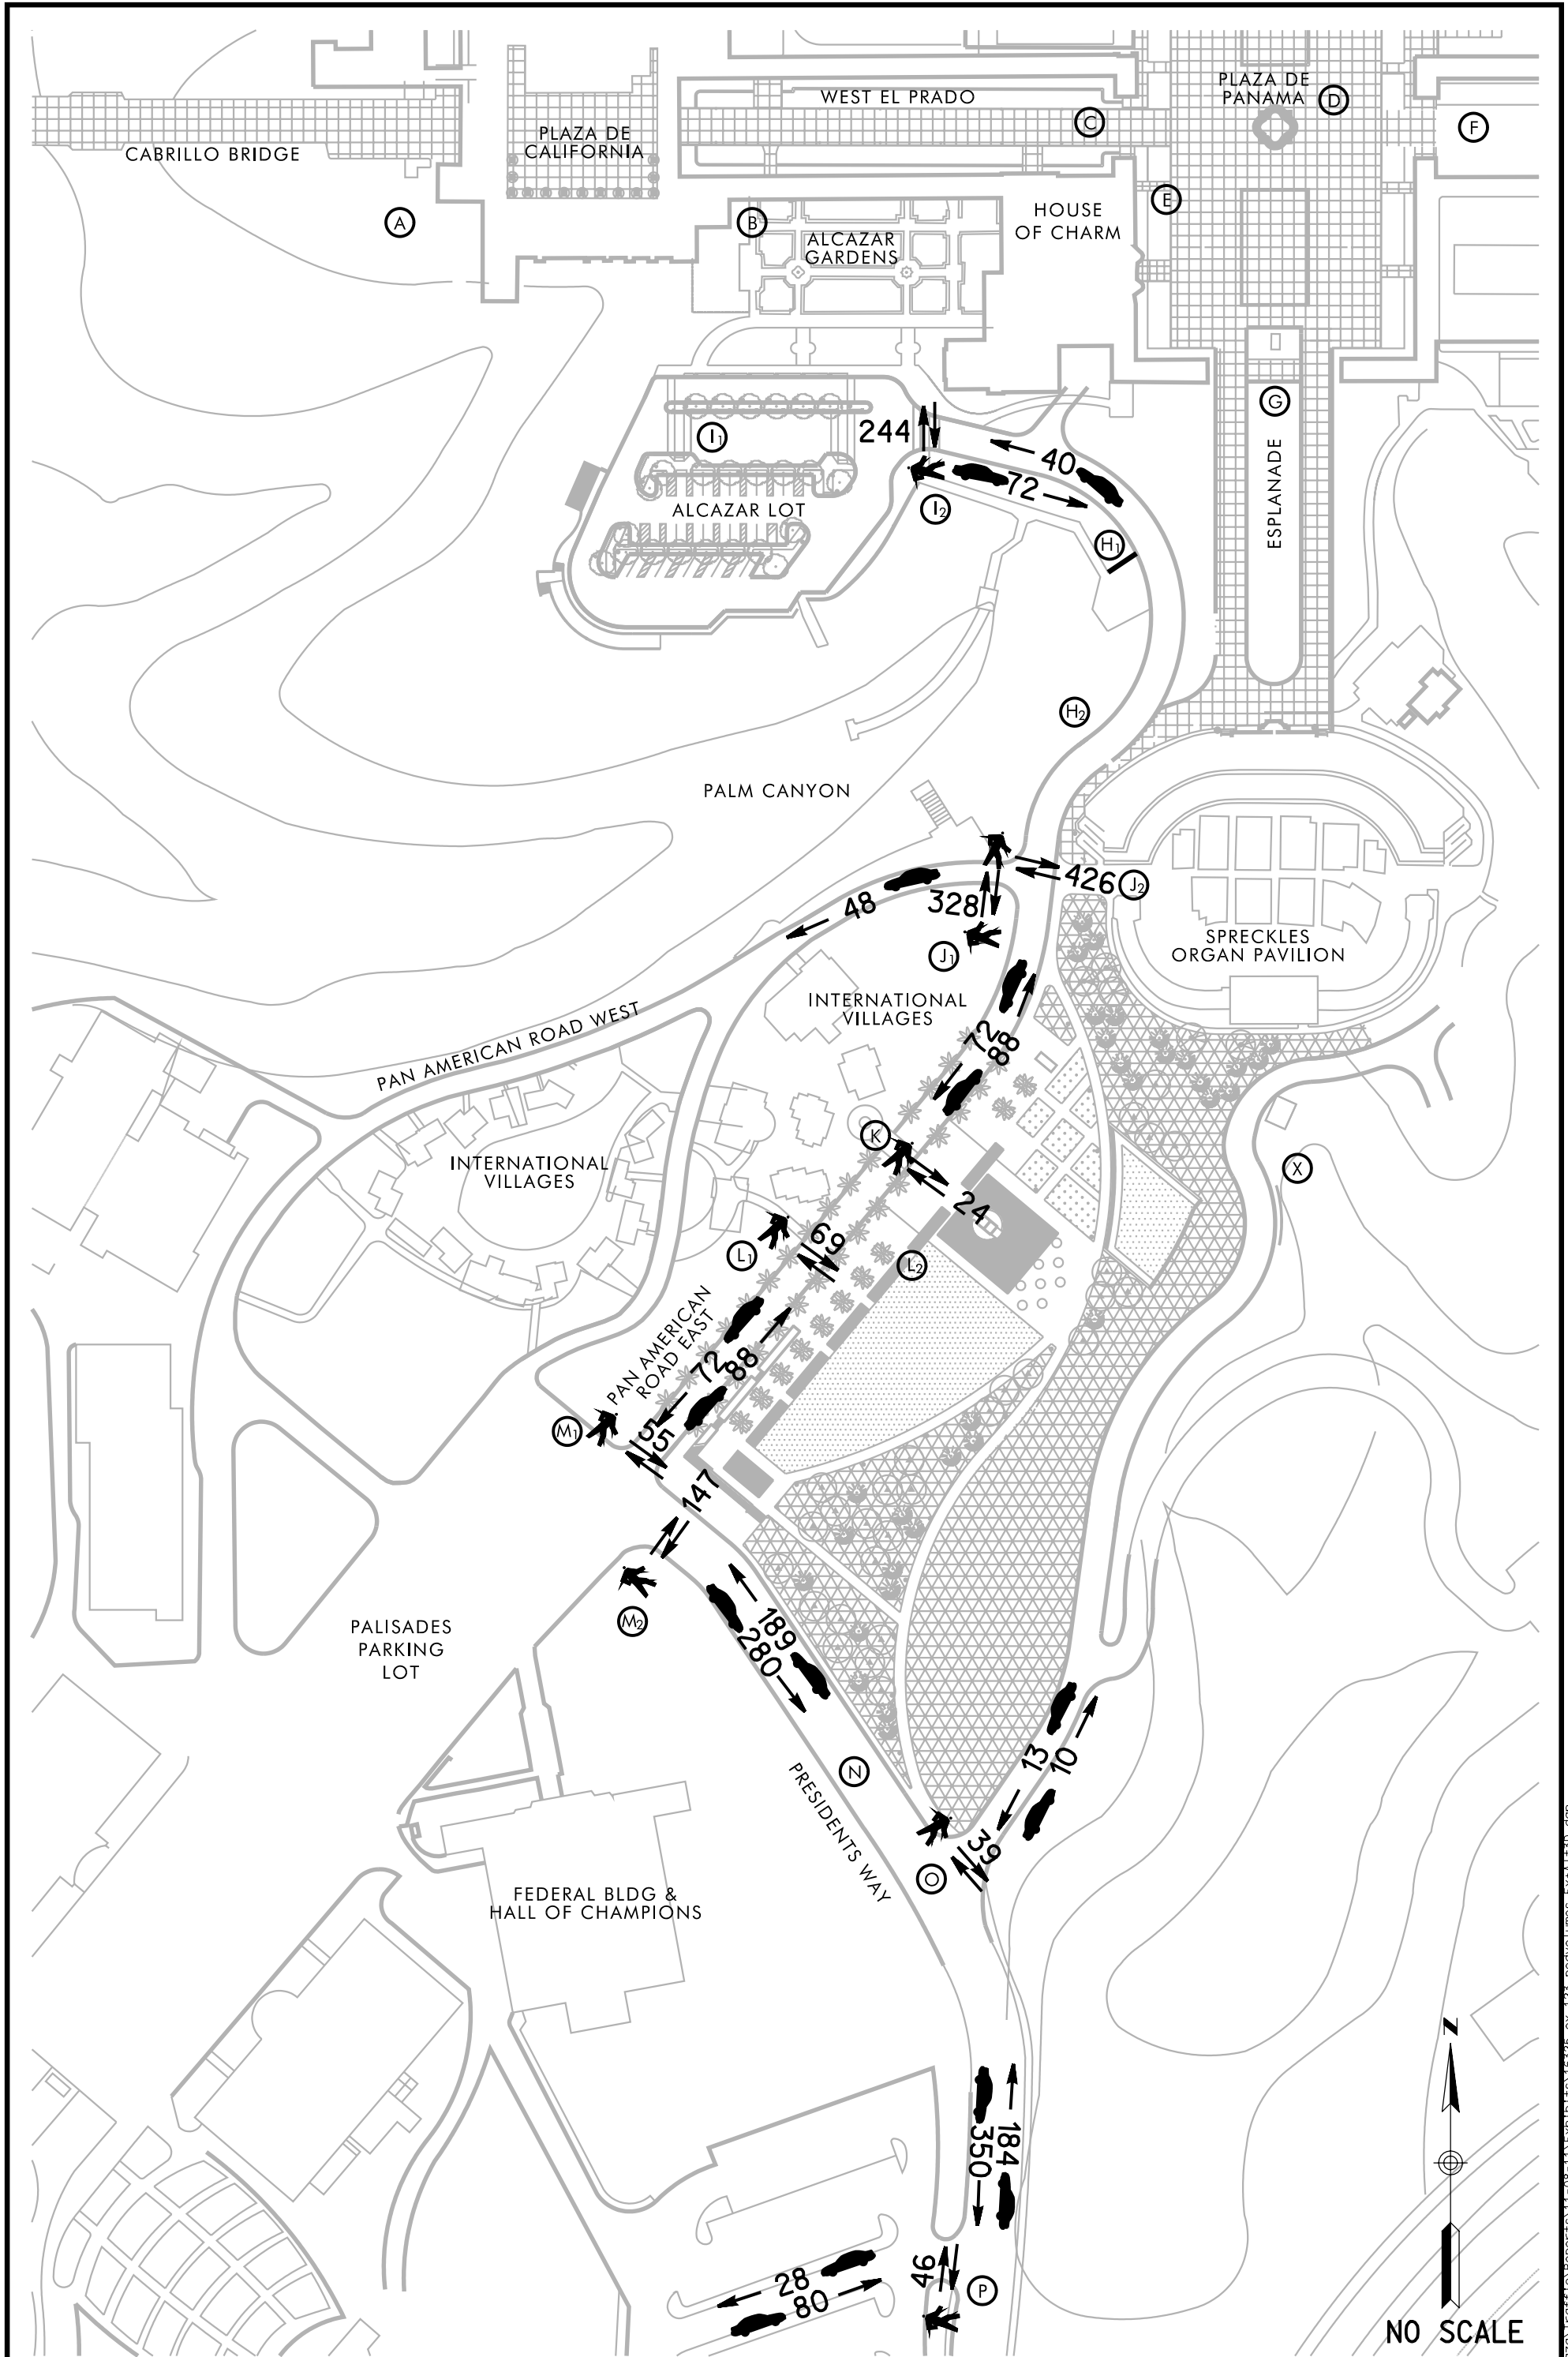 PLAZA DE
PANAMA
D
WEST EL PRADO
C
F
PLAZA DE
CALIFORNIA
CABRILLO BRIDGE
E
A
B
HOUSE
OF CHARM
ALCAZAR
GARDENS
G
244
I1
40
72
ESPLANADE
ALCAZAR LOT
I2
H1
H2
PALM CANYON
426
J2
48
328
SPRECKLES
ORGAN PAVILION
J1
INTERNATIONAL
VILLAGES
PAN AMERICAN ROAD WEST
72
88
K
INTERNATIONAL
VILLAGES
X
24
69
L1
L2
PAN AMERICAN
ROAD EAST
72
88
M1
55
147
M2
189
280
PALISADES
PARKING
LOT
13
10
N
PRESIDENTS WAY
39
O
FEDERAL BLDG &
HALL OF CHAMPIONS
N
184
350
46
P
28
80
NO SCALE